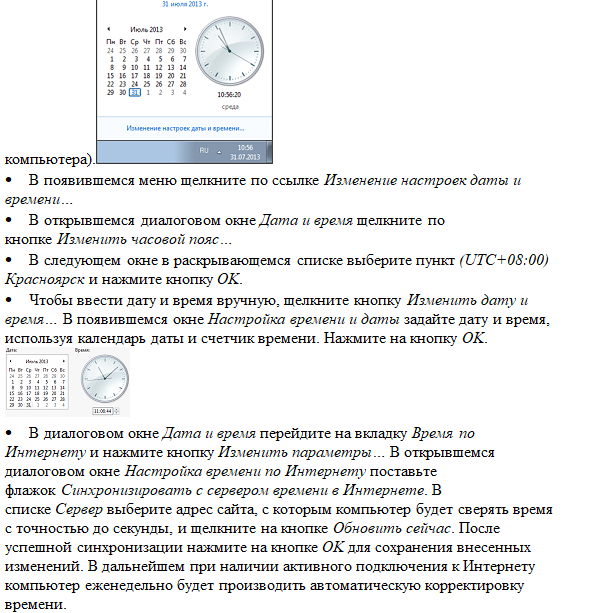 31 июля 2013 г.
Июль 2013
Пн Вт Ср Чт Пт Сб Вс
24 25 26 27 28 29 30
1 2 3 4 5 6 7
8 9 10 11 12 13 14
15 16 17 18 19 20 21
22 23 24 25 26 27 28
29 30 31 1 2 3 4
10:56:20
среда
Изменение настроек даты и времени...
RU 10:56
31.07.2013
компьютера).
• В появившемся меню щелкните по ссылке Изменение настроек даты и
времени…
• В открывшемся диалоговом окне Дата и время щелкните по
кнопке Изменить часовой пояс…
• В следующем окне в раскрывающемся списке выберите пункт (UTC+08:00)
Красноярск и нажмите кнопку OK.
• Чтобы ввести дату и время вручную, щелкните кнопку Изменить дату и
время… В появившемся окне Настройка времени и даты задайте дату и время,
используя календарь даты и счетчик времени. Нажмите на кнопку OK.
Дата: Время:
Июль 2013
Пн Вт Ср Чт Пт Сб Вс
24 25 26 27 28 29 30
1 2 3 4 5 6 7
8 9 10 11 12 13 14
15 16 17 18 19 20 21
22 23 24 25 26 27 28
29 30 31 1 2 3 4
11:08:44
• В диалоговом окне Дата и время перейдите на вкладку Время по
Интернету и нажмите кнопку Изменить параметры… В открывшемся
диалоговом окне Настройка времени по Интернету поставьте
флажок Синхронизировать с сервером времени в Интернете. В
списке Сервер выберите адрес сайта, с которым компьютер будет сверять время
с точностью до секунды, и щелкните на кнопке Обновить сейчас. После
успешной синхронизации нажмите на кнопке OK для сохранения внесенных
изменений. В дальнейшем при наличии активного подключения к Интернету
компьютер еженедельно будет производить автоматическую корректировку
времени.